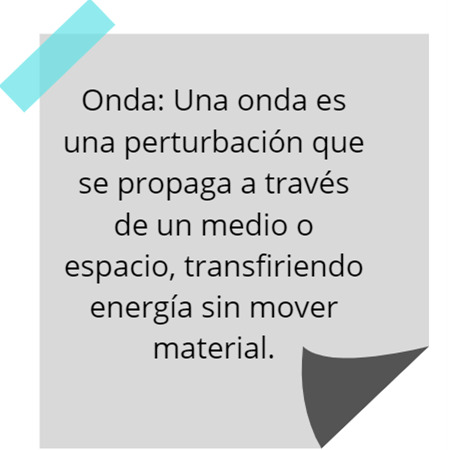 Onda: Una onda es
una perturbación que
se propaga a través
de un medio o
espacio, transfiriendo
energía sin mover
material.